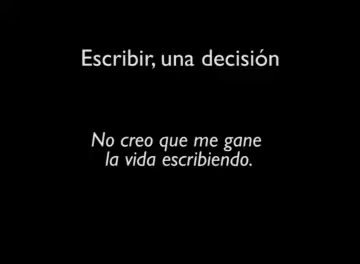 Escribir, una decisión
No creo que me gane
la vida escribiendo.